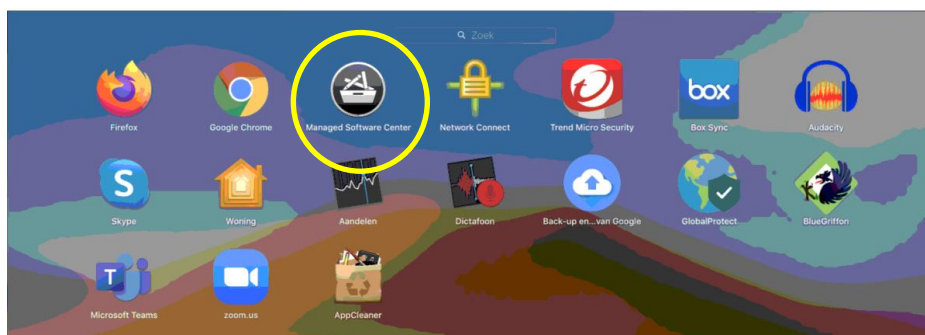 Zoek
Firefox
Google Chrome
Managed Software Center
Network Connect
Trend Micro Security
box
Box Sync
Audacity
S
Skype
Woning
Aandelen
Dictafoon
Back-up en...van Google
GlobalProtect
BlueGriffon
T
Microsoft Teams
zoom.us
AppCleaner